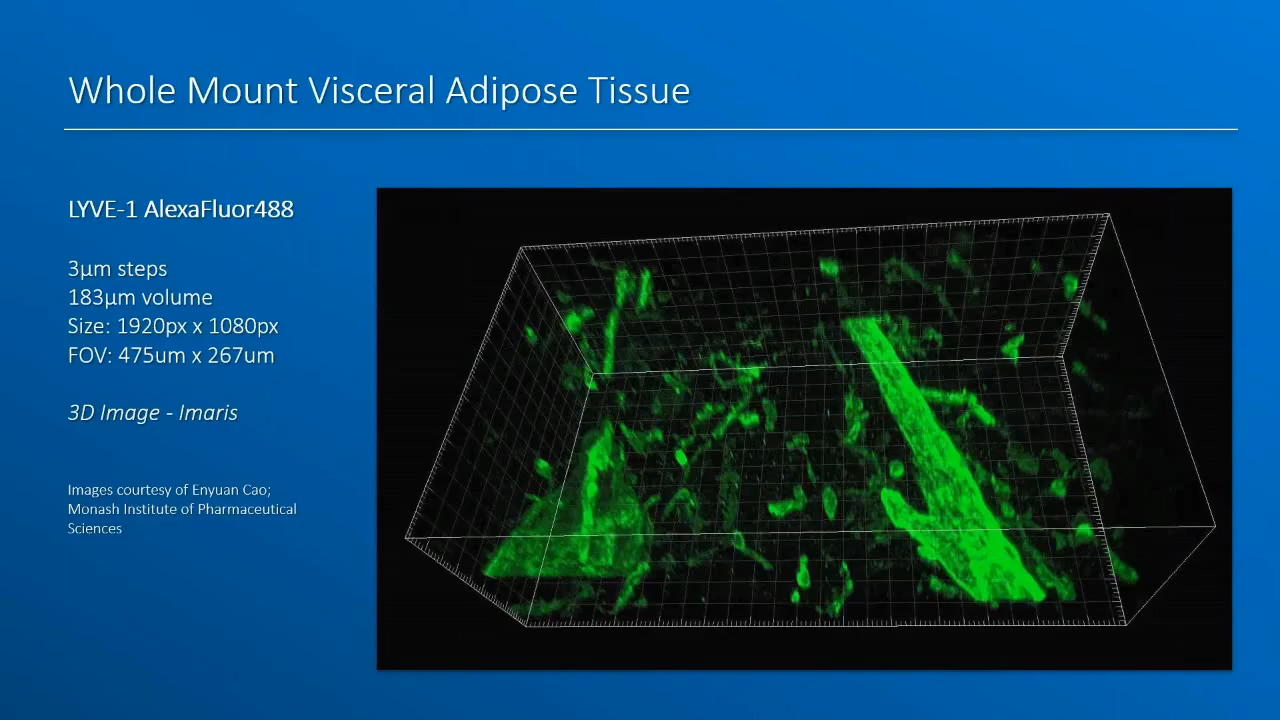 Whole Mount Visceral Adipose Tissue
LYVE-1 AlexaFluor488
3µm steps
183µm volume
Size: 1920px x 1080px
FOV: 475um x 267um
3D Image - Imaris
Images courtesy of Enyuan Cao;
Monash Institute of Pharmaceutical
Sciences